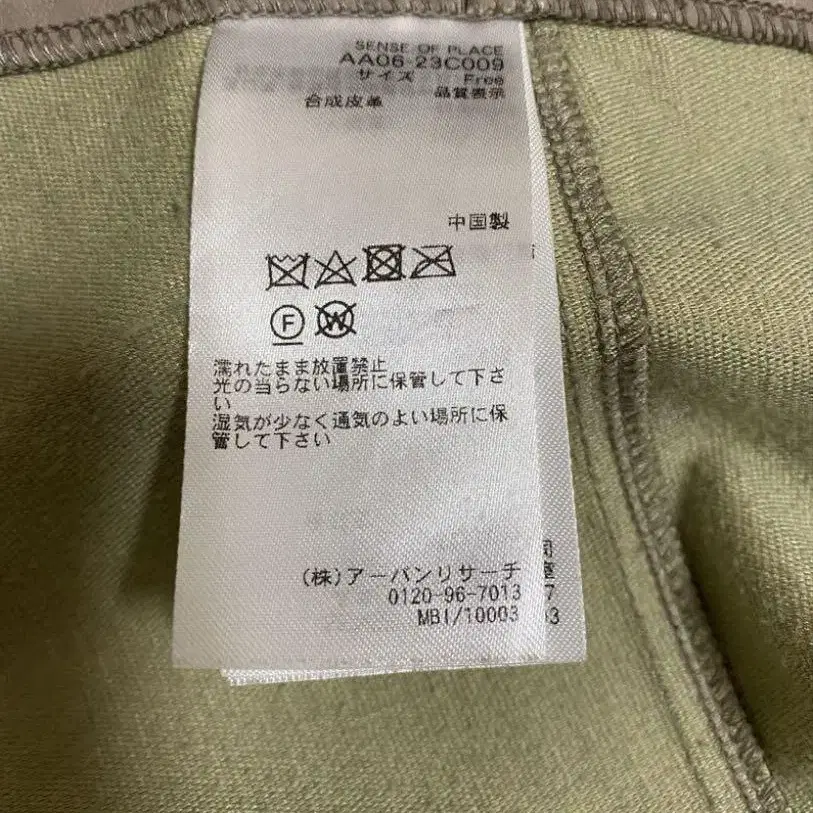 SENSE OF PLACE
AA06-23C009
サイズ Free
品質表示
合成皮革
中国製
F W
濡れたまま放置禁止
光の当らない場所に保管して下さ
い
湿気が少なく通気のよい場所に保
管して下さい
(株)アーバンリサーチ
0120-96-7013
MBI/10003